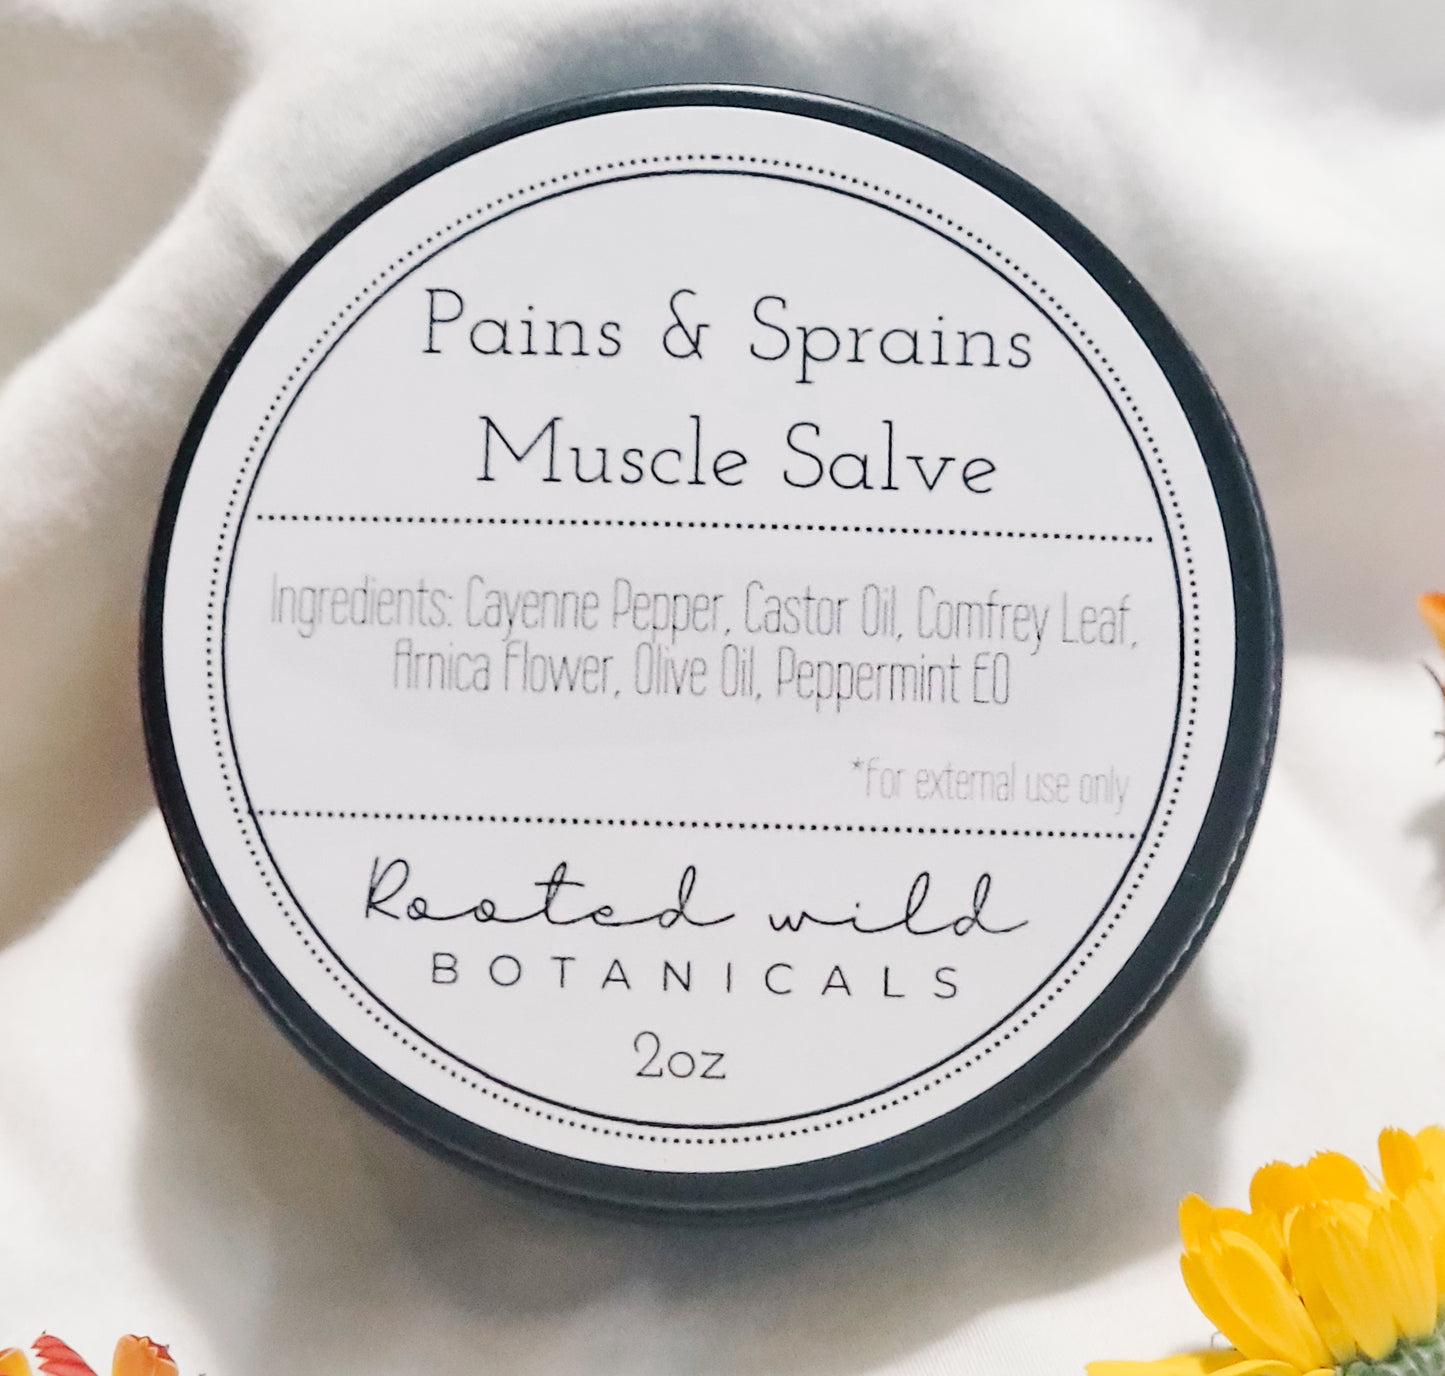 Pains & Sprains
Muscle Salve
Ingredients: Cayenne Pepper, Castor Oil, Comfrey Leaf,
Arnica Flower, Olive Oil, Peppermint EO
*For external use only
Rooted wild
BOTANICALS
2oz